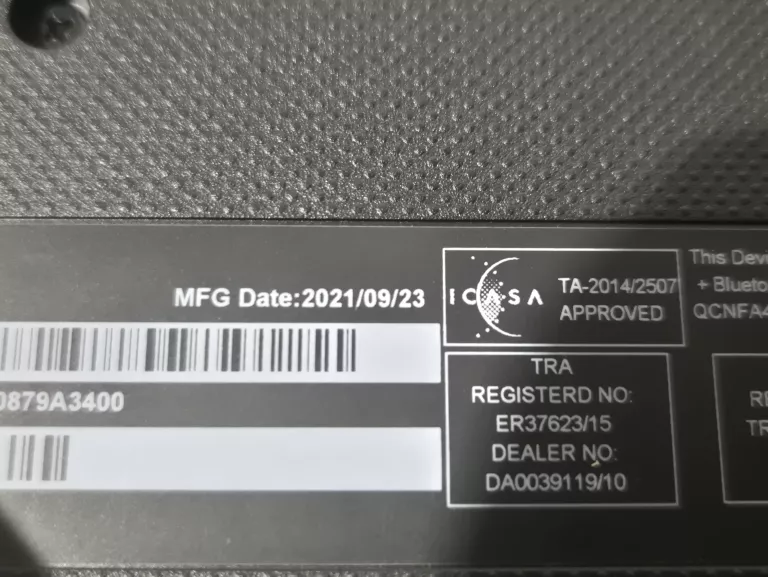 MFG Date:2021/09/23
0879A3400
ICASA
TA-2014/2507
APPROVED
TRA
REGISTERD NO:
ER37623/15
DEALER NO:
DA0039119/10
This Devi
+ Blueto
QCNFA4
RE
TR